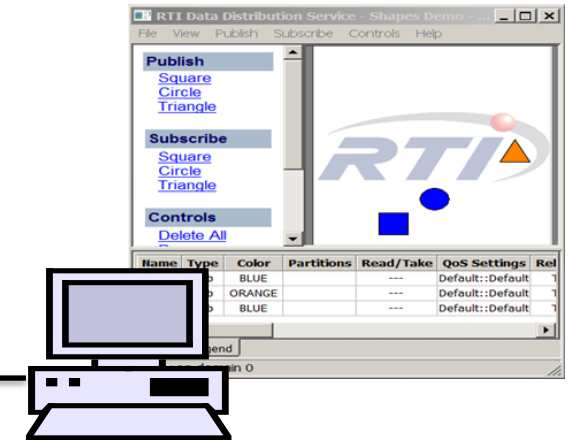 RTI Data Distribution Service - Shapes Demo - ...
File View Publish Subscribe Controls Help
Publish
Square
Circle
Triangle
Subscribe
Square
Circle
Triangle
Controls
Delete All
RTI
Name Type Color Partitions Read/Take QoS Settings Rel
BLUE --- Default::Default
ORANGE --- Default::Default
BLUE --- Default::Default
0